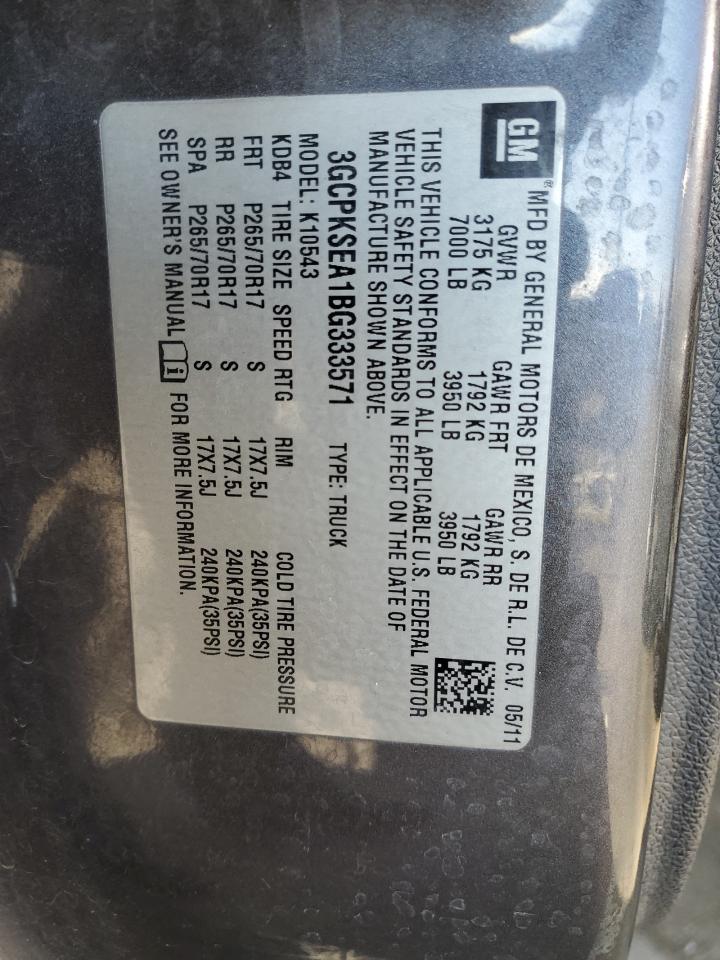 GM
® MFD BY GENERAL MOTORS DE MEXICO, S. DE R.L. DE C.V. 05/11
GVWR GAWR FRT GAWR RR
3175 KG 1792 KG 1792 KG
7000 LB 3950 LB 3950 LB
THIS VEHICLE CONFORMS TO ALL APPLICABLE U.S. FEDERAL MOTOR
VEHICLE SAFETY STANDARDS IN EFFECT ON THE DATE OF
MANUFACTURE SHOWN ABOVE.
3GCPKSEA1BG333571 TYPE: TRUCK
MODEL: K10543
KDB4 TIRE SIZE SPEED RTG RIM COLD TIRE PRESSURE
FRT P265/70R17 S 17X7.5J 240KPA(35PSI)
RR P265/70R17 S 17X7.5J 240KPA(35PSI)
SPA P265/70R17 S 17X7.5J 240KPA(35PSI)
SEE OWNER'S MANUAL i FOR MORE INFORMATION.